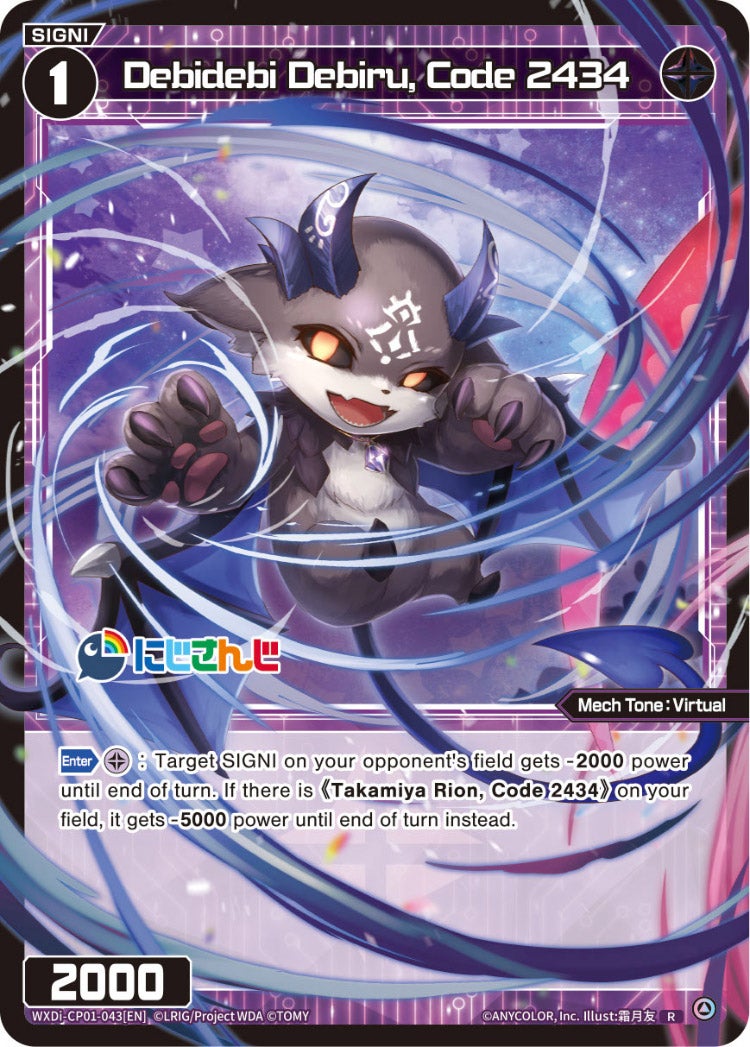 SIGNI
1
Debidebi Debiru, Code 2434
にじさんじ
Mech Tone：Virtual
Enter : Target SIGNI on your opponent's field gets -2000 power
until end of turn. If there is 《Takamiya Rion, Code 2434》 on your
field, it gets -5000 power until end of turn instead.
2000
WXDi-CP01-043[EN] ©LRIG/Project WDA ©TOMY
©ANYCOLOR, Inc. Illust:霜月友 R